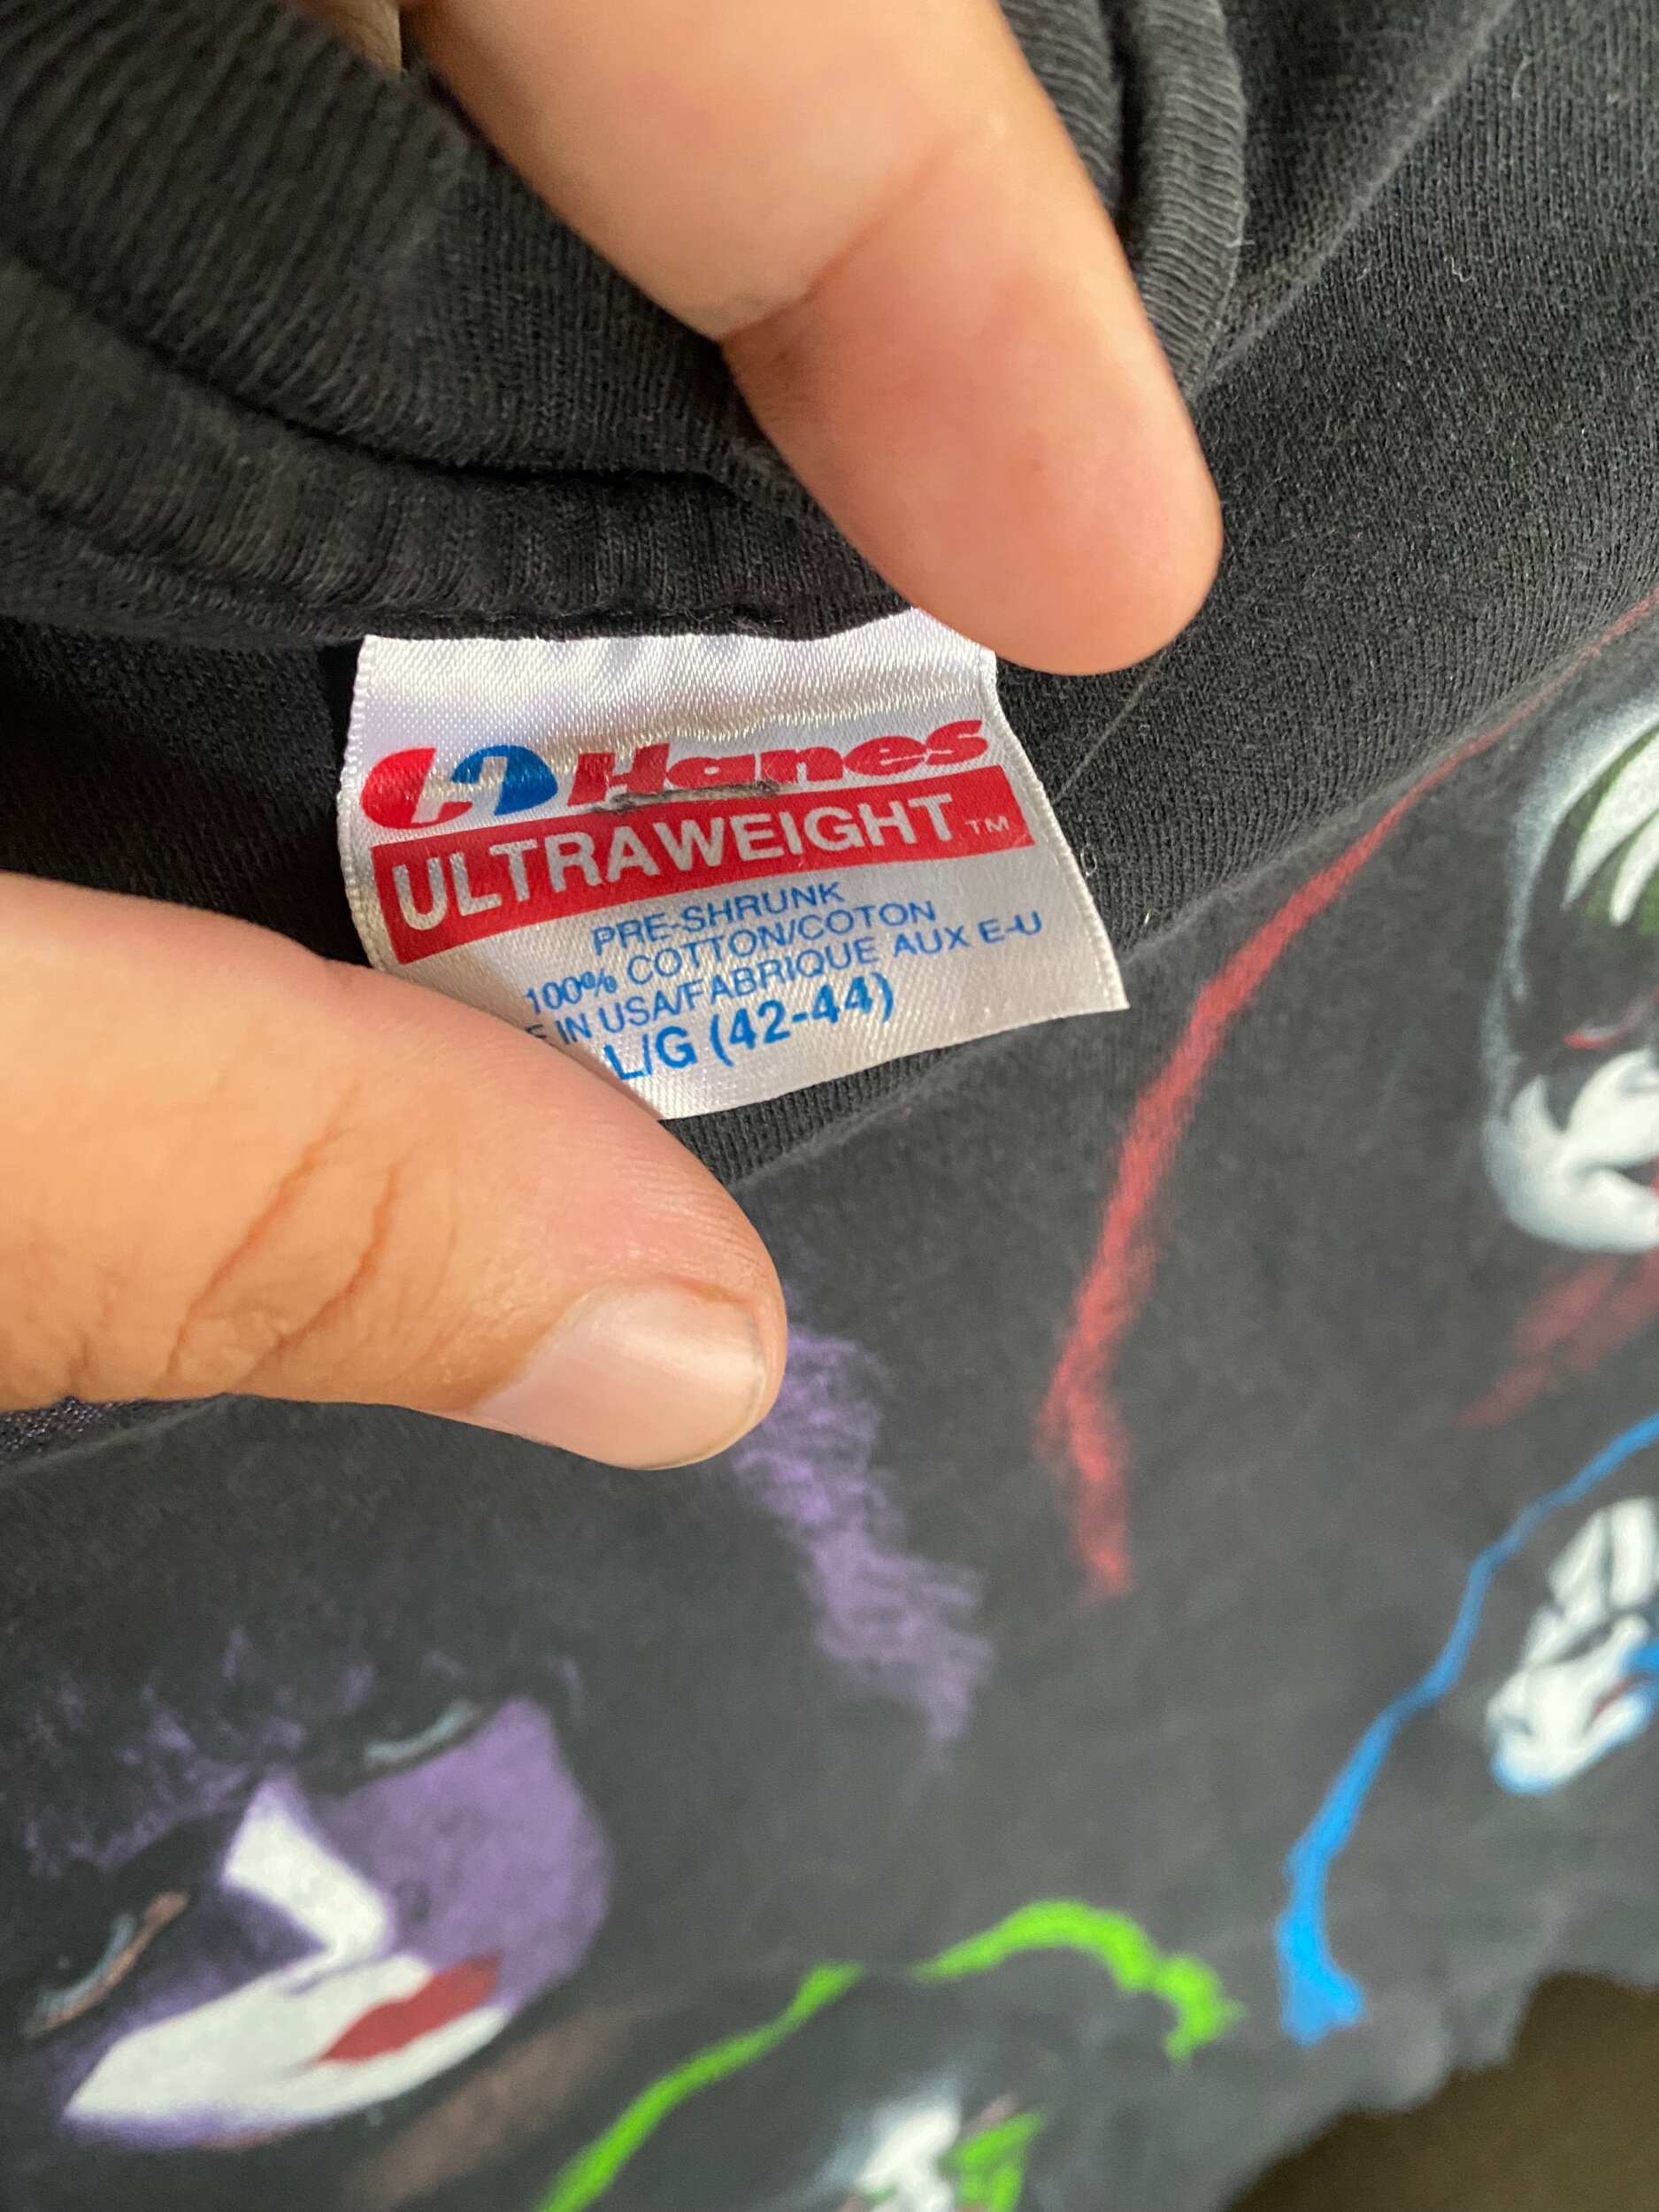 Hanes
ULTRAWEIGHT™
PRE-SHRUNK
100% COTTON/COTON
E IN USA/FABRIQUE AUX E-U
L/G (42-44)